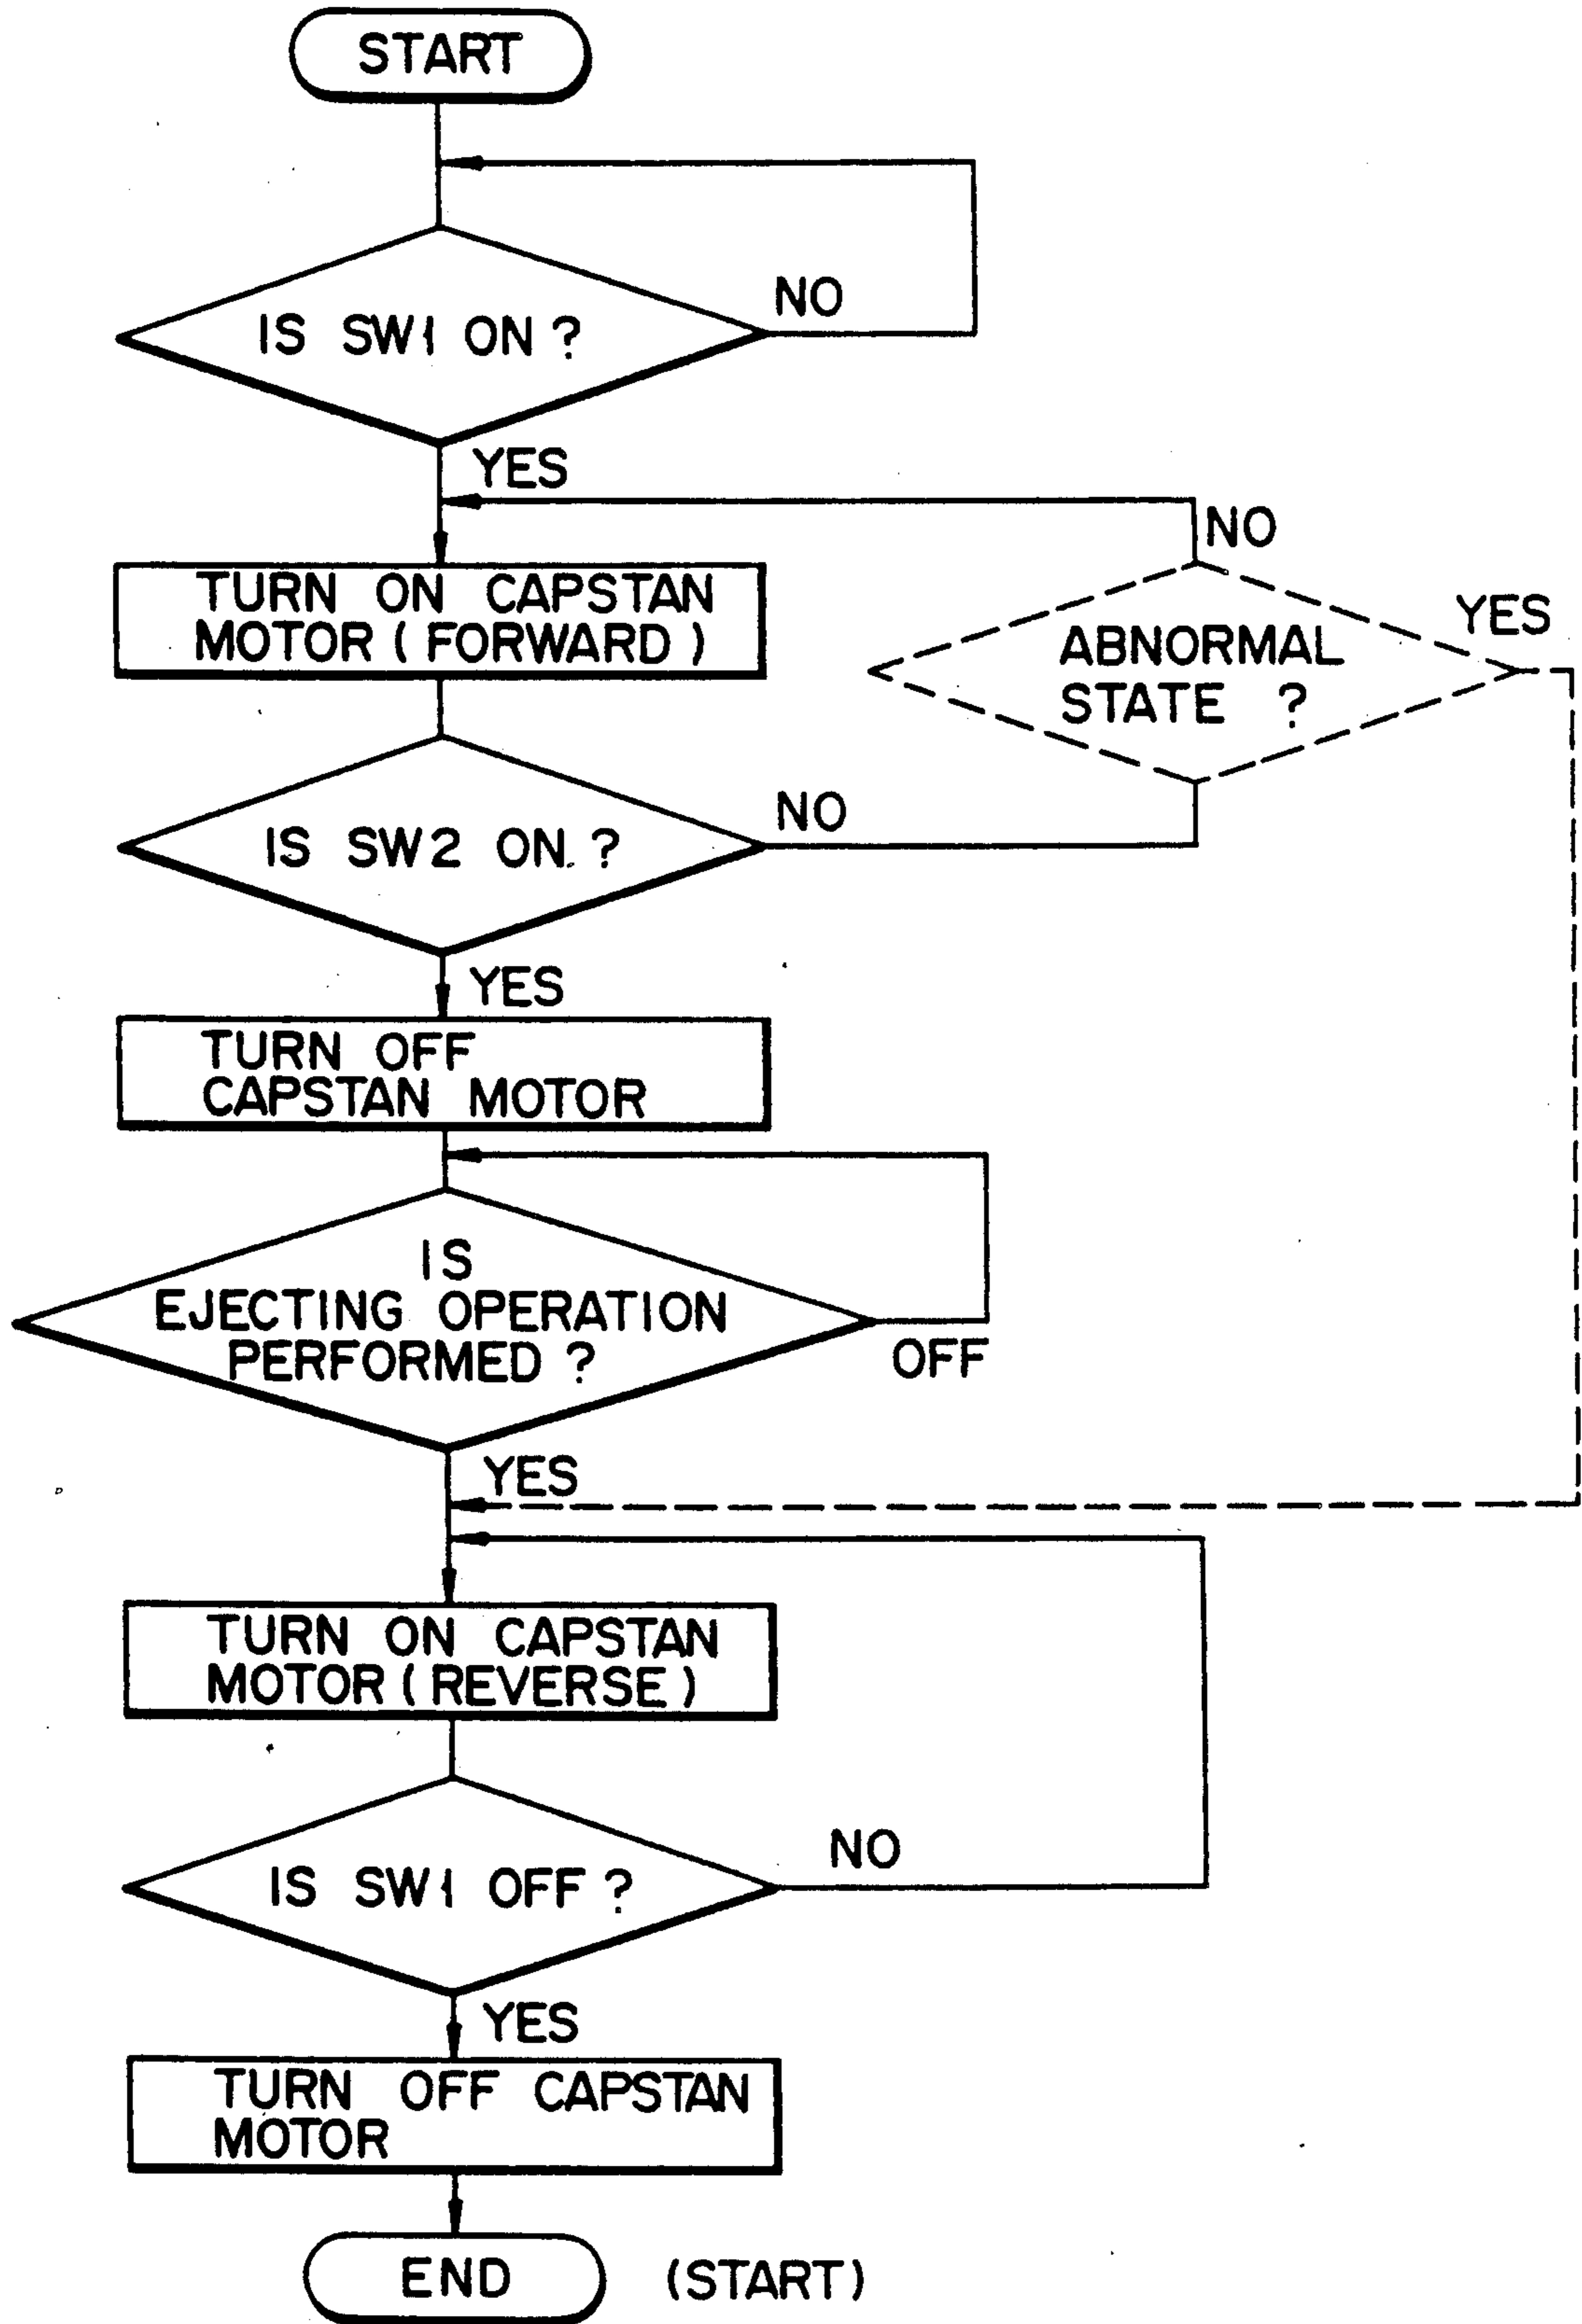 START
IS SW1 ON ?
NO
YES
TURN ON CAPSTAN
MOTOR ( FORWARD )
NO
ABNORMAL
STATE ?
YES
IS SW2 ON ?
NO
YES
TURN OFF
CAPSTAN MOTOR
IS
EJECTING OPERATION
PERFORMED ?
OFF
YES
TURN ON CAPSTAN
MOTOR ( REVERSE )
IS SW1 OFF ?
NO
YES
TURN OFF CAPSTAN
MOTOR
END (START)